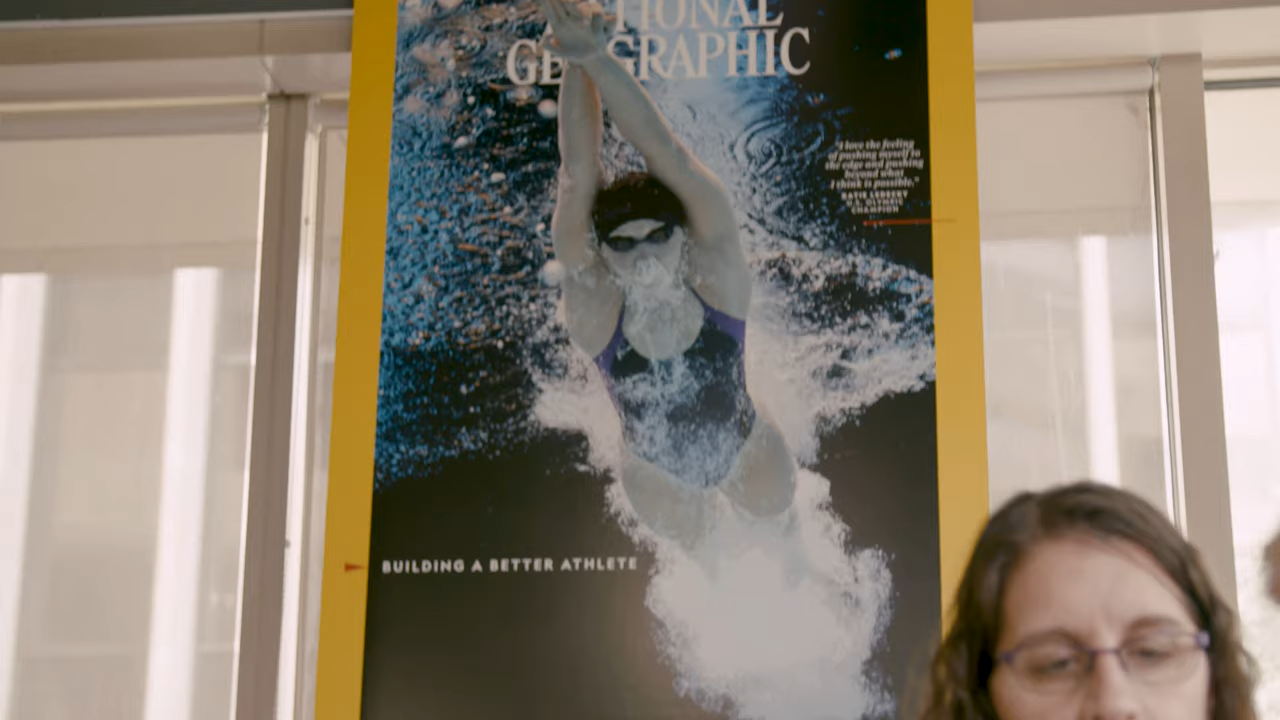 TIONAL
GEOGRAPHIC
"I love the feeling
of pushing myself to
the edge and pushing
beyond what
I think is possible."
KATIE LEDECKY
U.S. OLYMPIC
CHAMPION
BUILDING A BETTER ATHLETE